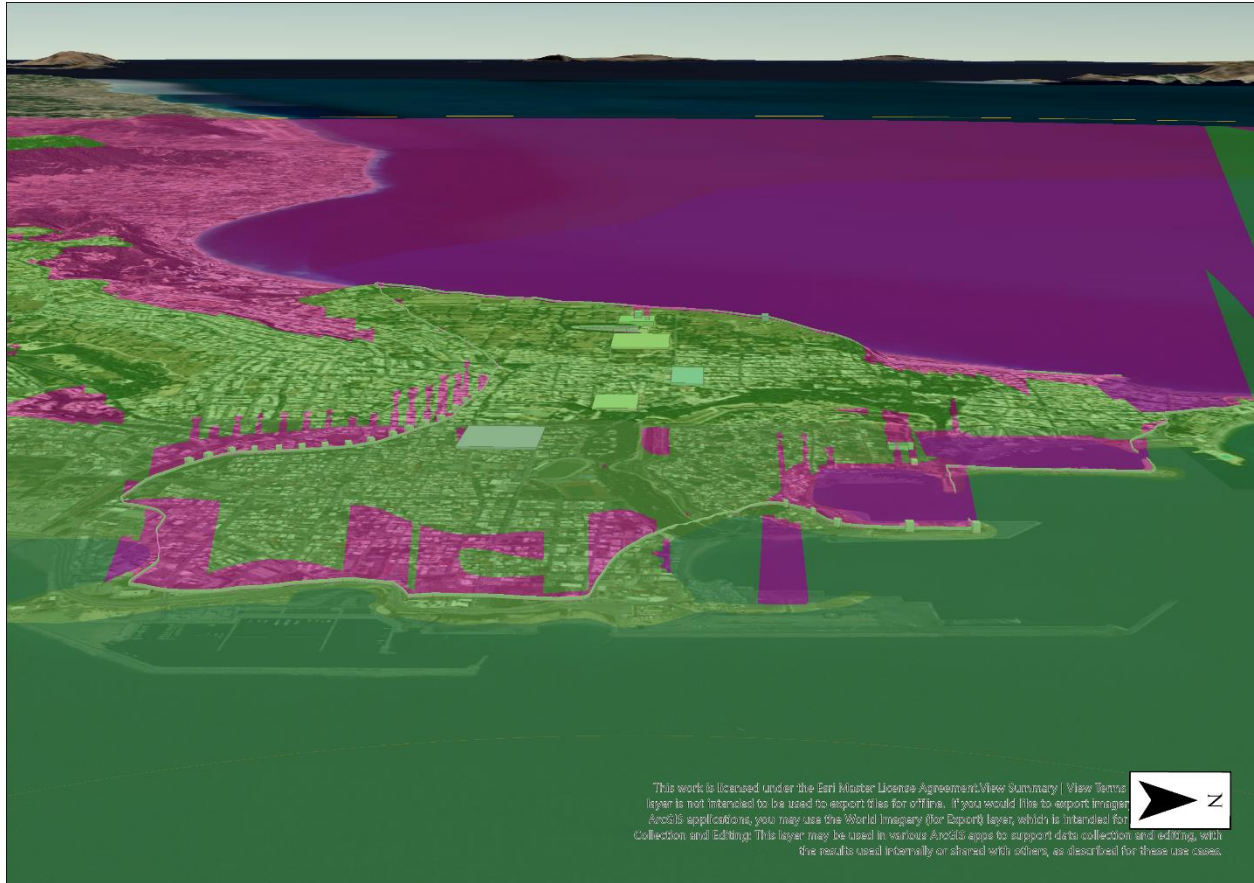 This work is licensed under the Esri Master License Agreement.View Summary | View Terms
layer is not intended to be used to export tiles for offline. If you would like to export imager
ArcGIS applications, you may use the World Imagery (for Export) layer, which is intended for
Collection and Editing: This layer may be used in various ArcGIS apps to support data collection and editing, with
the results used internally or shared with others, as described for these use cases.
N